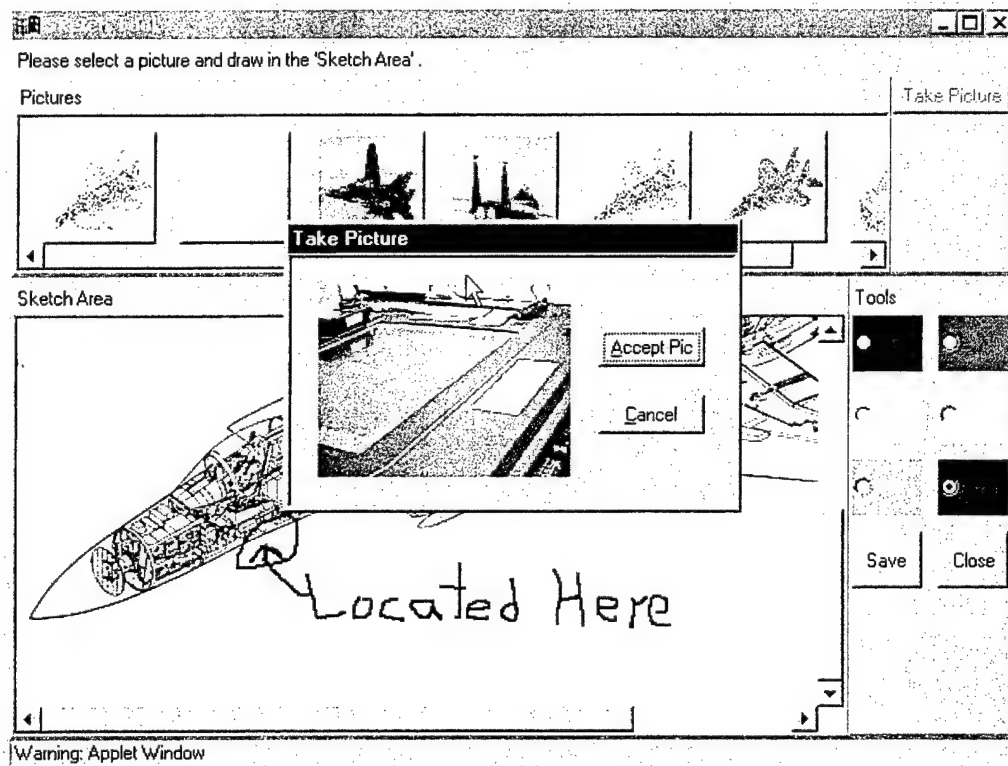 Please select a picture and draw in the 'Sketch Area' .
Pictures
Take Picture
Take Picture
Sketch Area
Tools
Accept Pic
Cancel
Save
Close
Located Here
Warning: Applet Window